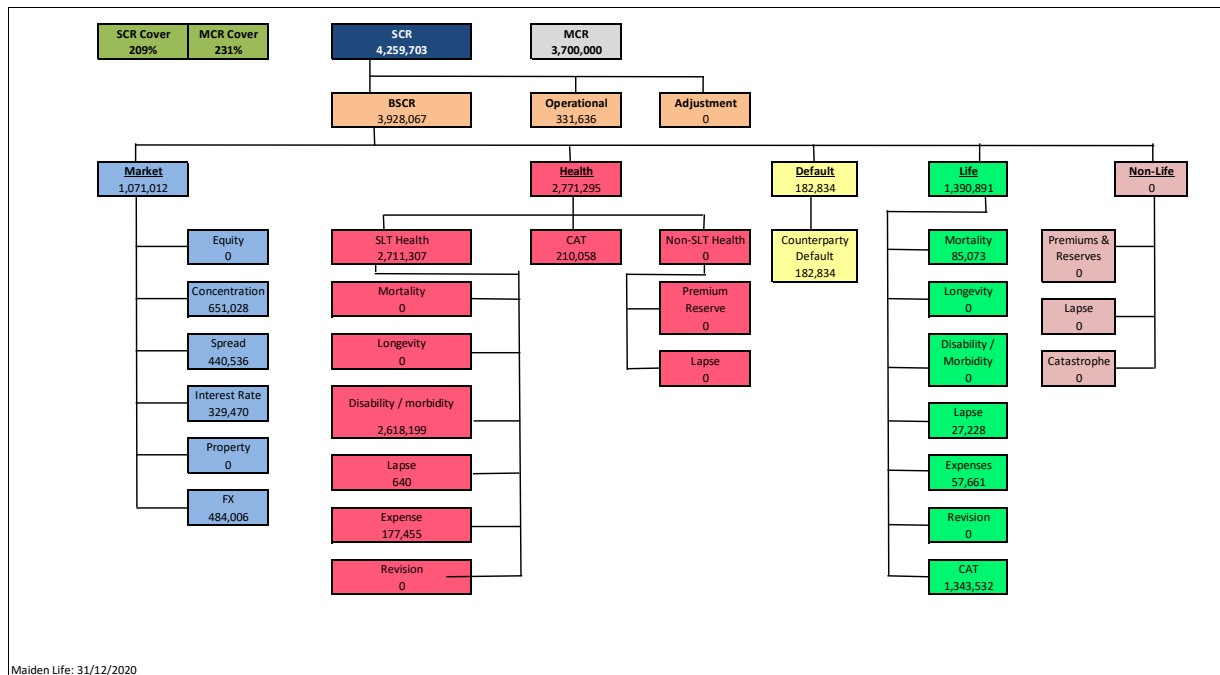 SCR Cover
209%
MCR Cover
231%
SCR
4,259,703
MCR
3,700,000
BSCR
3,928,067
Operational
331,636
Adjustment
0
Market
1,071,012
Health
2,771,295
Default
182,834
Life
1,390,891
Non-Life
0
Equity
0
Concentration
651,028
Spread
440,536
Interest Rate
329,470
Property
0
FX
484,006
SLT Health
2,711,307
CAT
210,058
Non-SLT Health
0
Mortality
0
Longevity
0
Disability / morbidity
2,618,199
Lapse
640
Expense
177,455
Revision
0
Premium
Reserve
0
Lapse
0
Counterparty
Default
182,834
Mortality
85,073
Longevity
0
Disability /
Morbidity
0
Lapse
27,228
Expenses
57,661
Revision
0
CAT
1,343,532
Premiums &
Reserves
0
Lapse
0
Catastrophe
0
Maiden Life: 31/12/2020